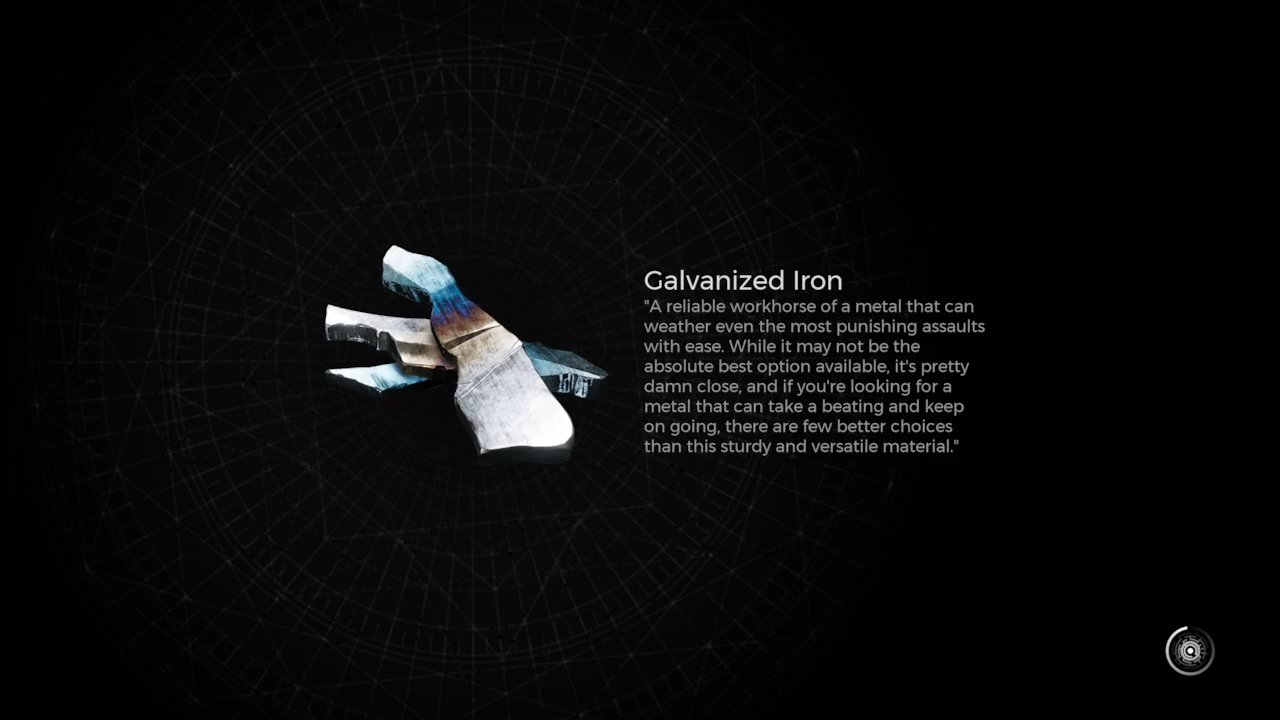 Galvanized Iron
"A reliable workhorse of a metal that can
weather even the most punishing assaults
with ease. While it may not be the
absolute best option available, it's pretty
damn close, and if you're looking for a
metal that can take a beating and keep
on going, there are few better choices
than this sturdy and versatile material."